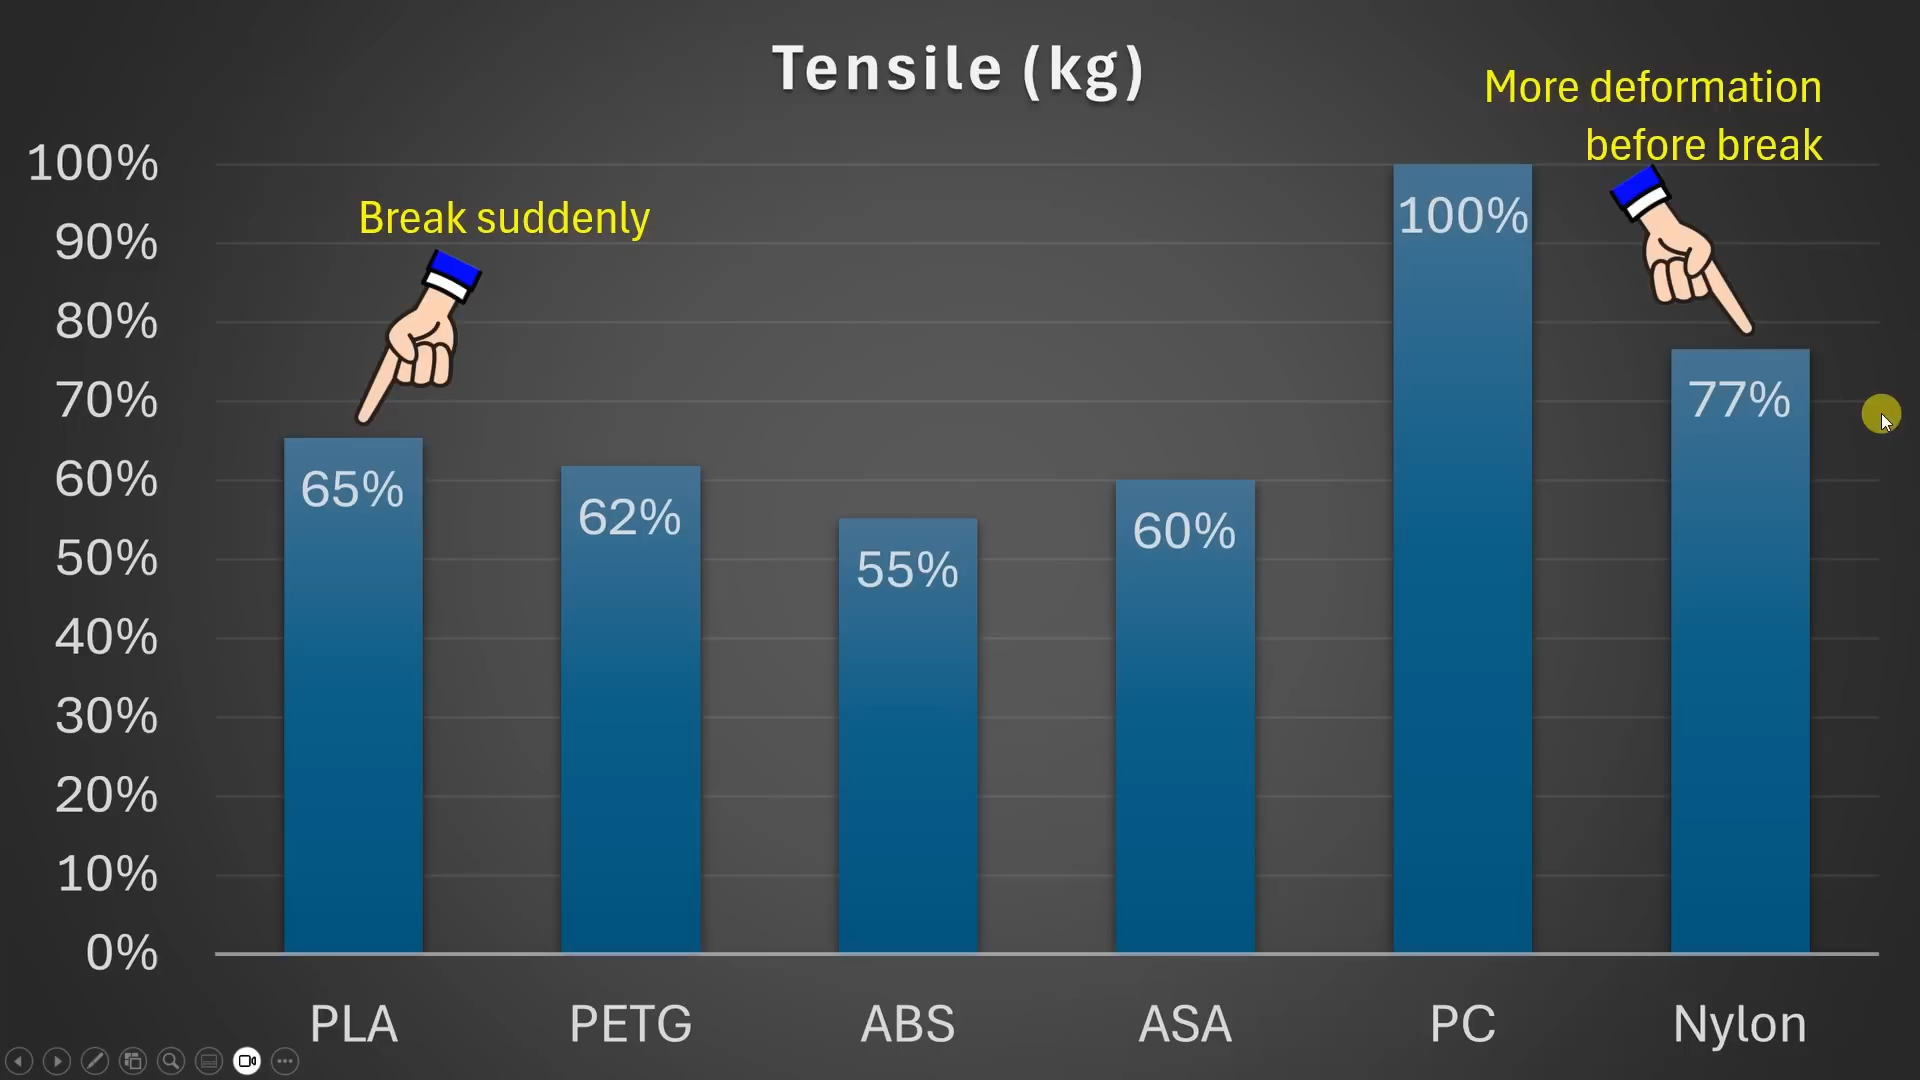 Tensile (kg)
More deformation
before break
Break suddenly
100%
90%
80%
70%
60%
50%
40%
30%
20%
10%
0%
65%
62%
55%
60%
100%
77%
PLA
PETG
ABS
ASA
PC
Nylon